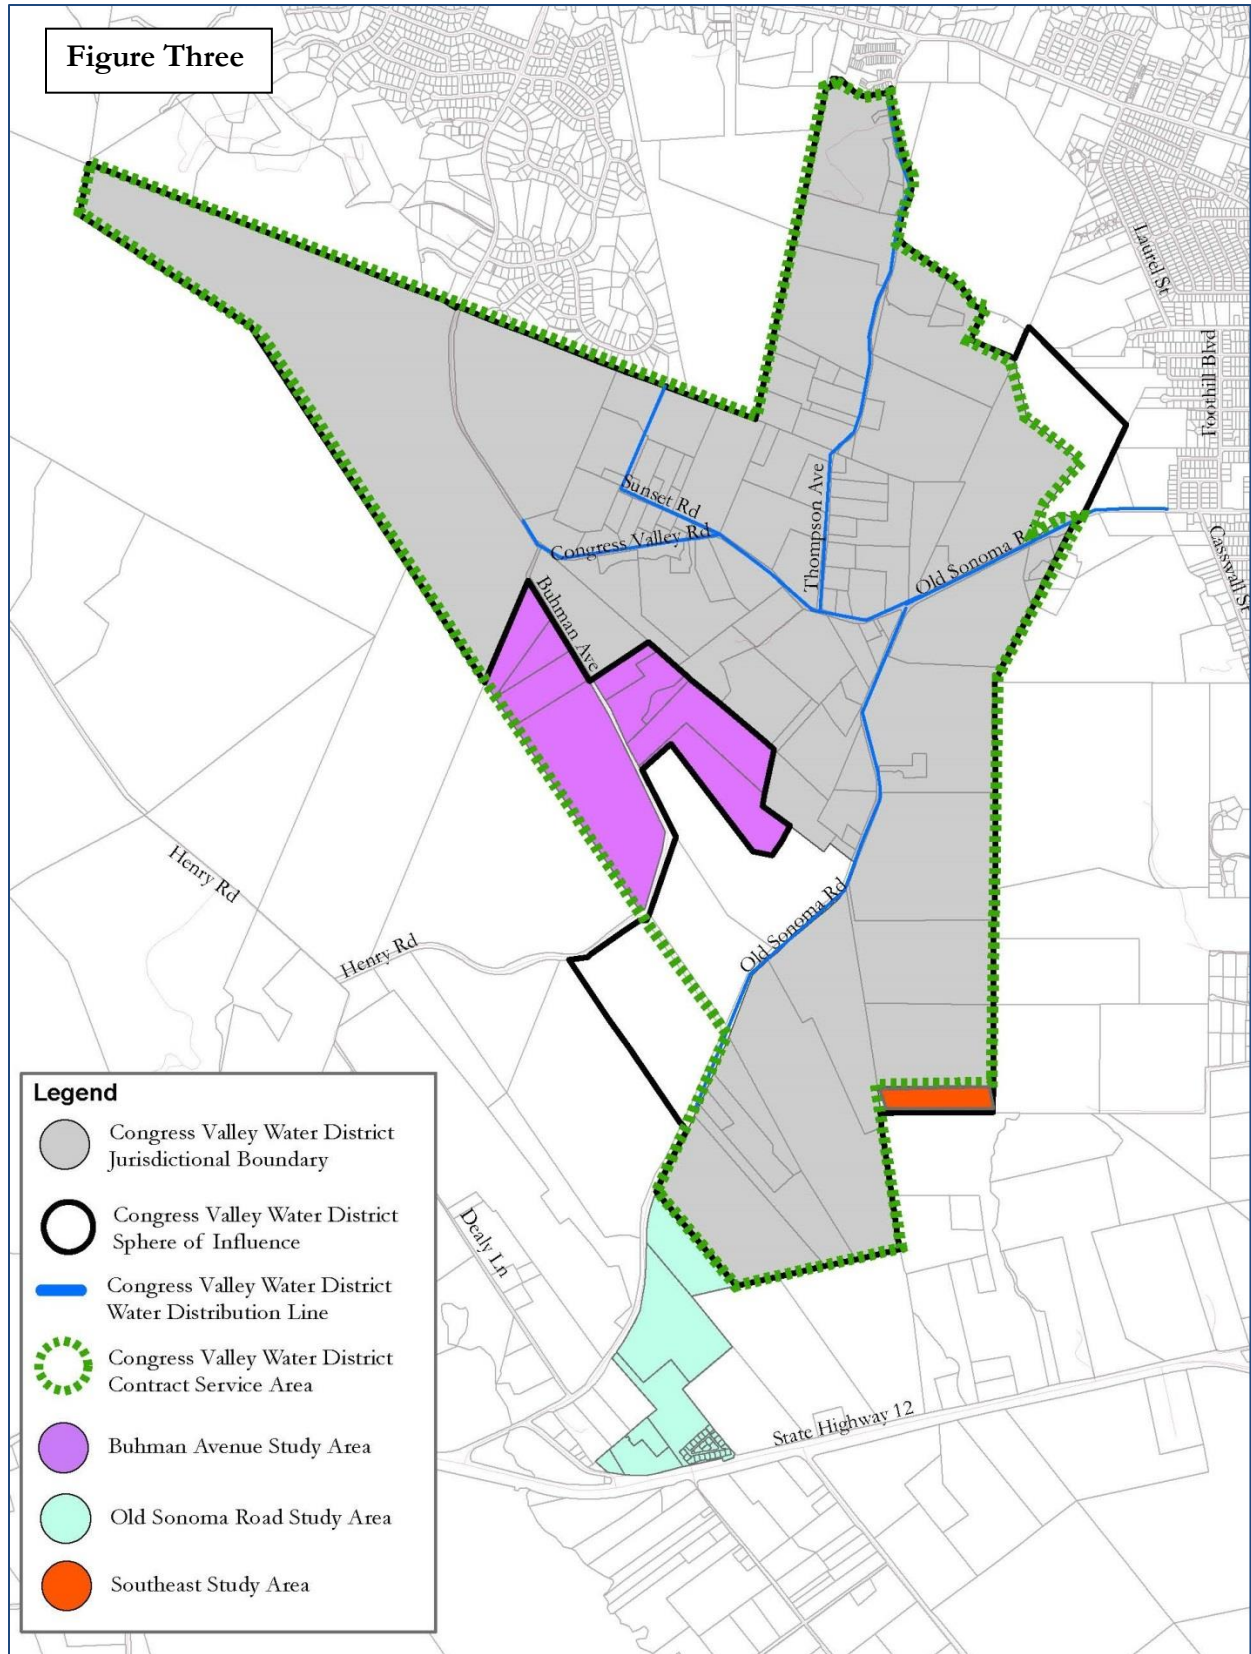 Figure Three
Laurel St
Foothill Blvd
Sunset Rd
Thompson Ave
Congress Valley Rd
Old Sonoma R
Casswall St
Buhman Ave
Henry Rd
Old Sonoma Rd
Henry Rd
Legend
Congress Valley Water District
Jurisdictional Boundary
Congress Valley Water District
Sphere of Influence
Congress Valley Water District
Water Distribution Line
Congress Valley Water District
Contract Service Area
Buhman Avenue Study Area
Old Sonoma Road Study Area
Southeast Study Area
Dealy Ln
State Highway 12